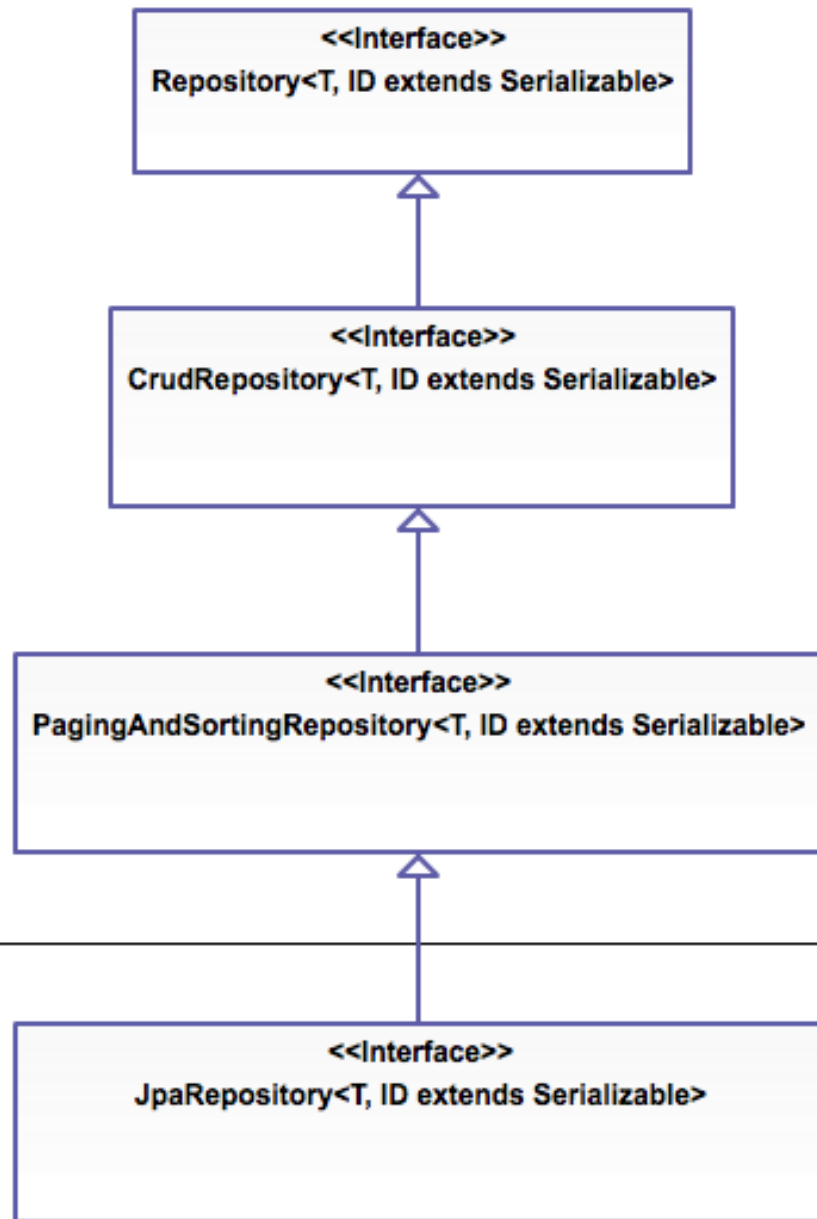 <<Interface>>
Repository<T, ID extends Serializable>
<<Interface>>
CrudRepository<T, ID extends Serializable>
<<Interface>>
PagingAndSortingRepository<T, ID extends Serializable>
<<Interface>>
JpaRepository<T, ID extends Serializable>